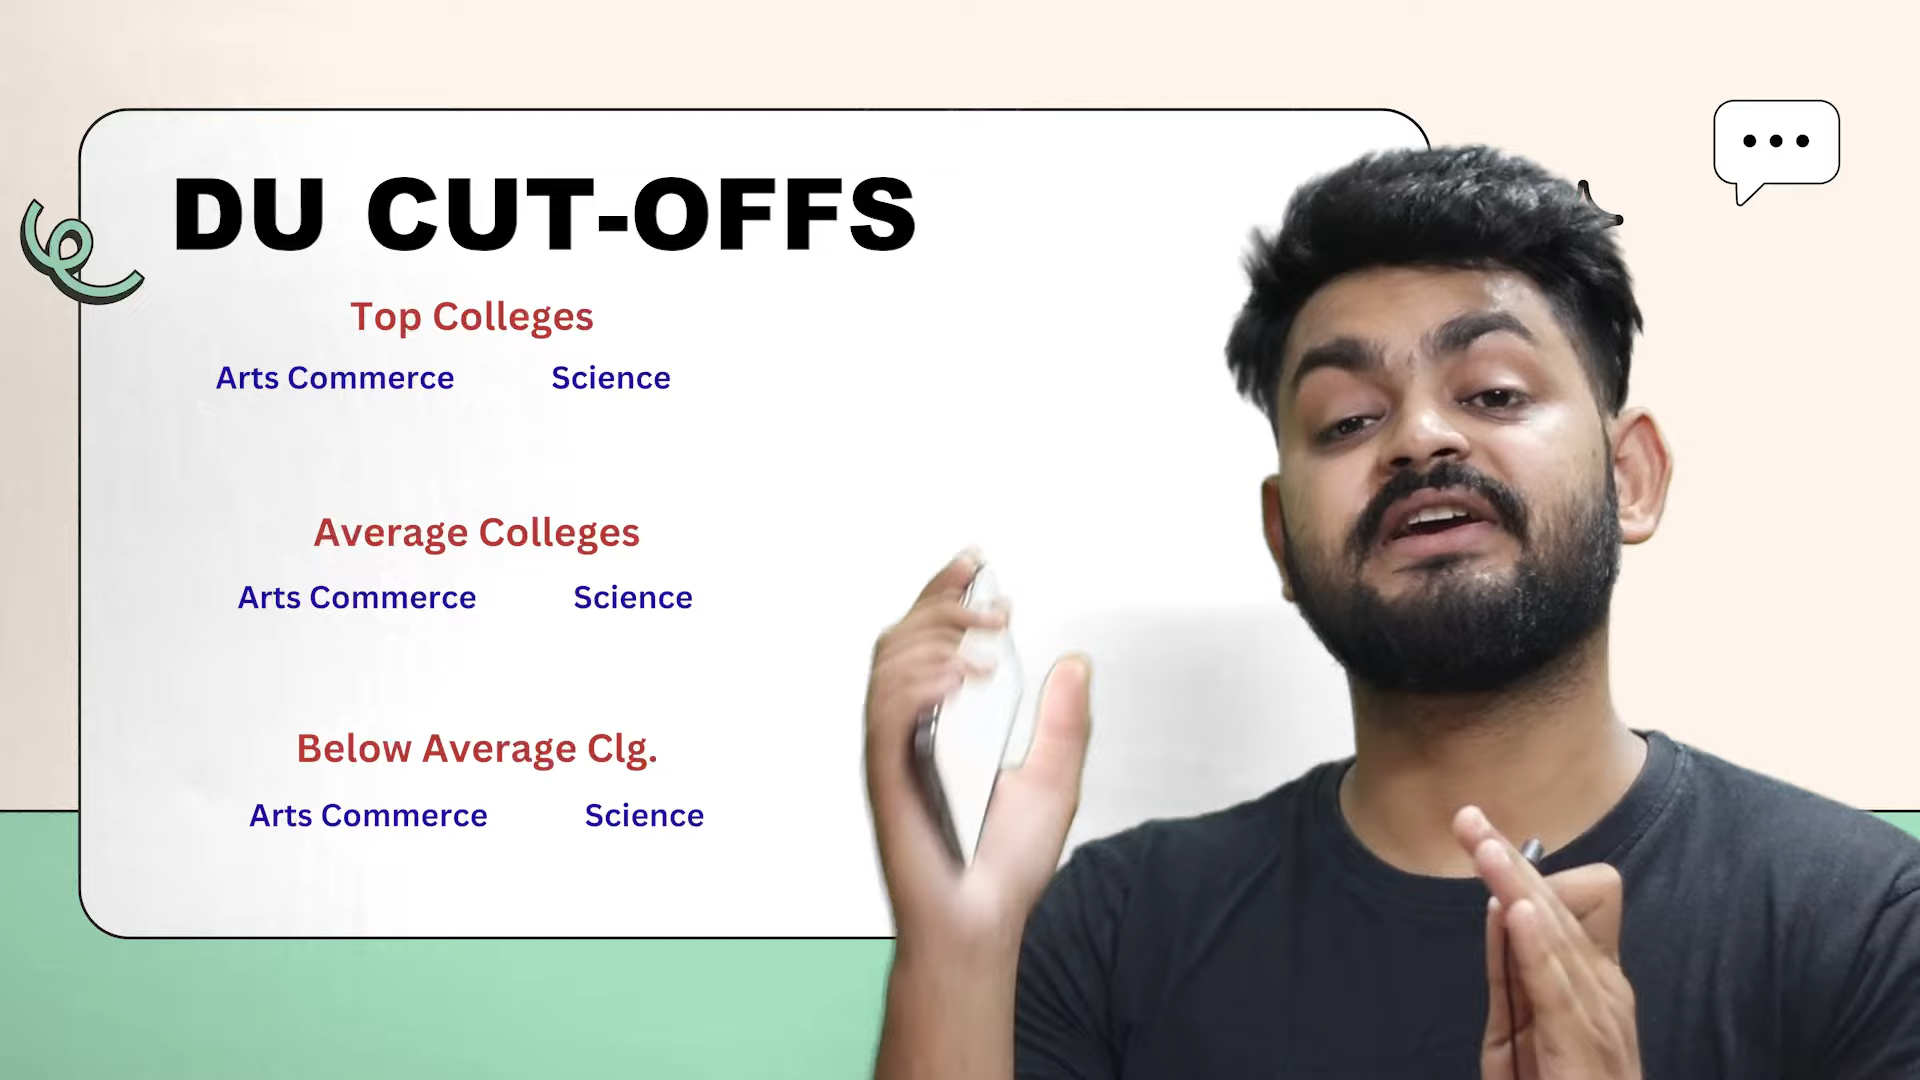 DU CUT-OFFS
Top Colleges
Arts Commerce Science
Average Colleges
Arts Commerce Science
Below Average Clg.
Arts Commerce Science